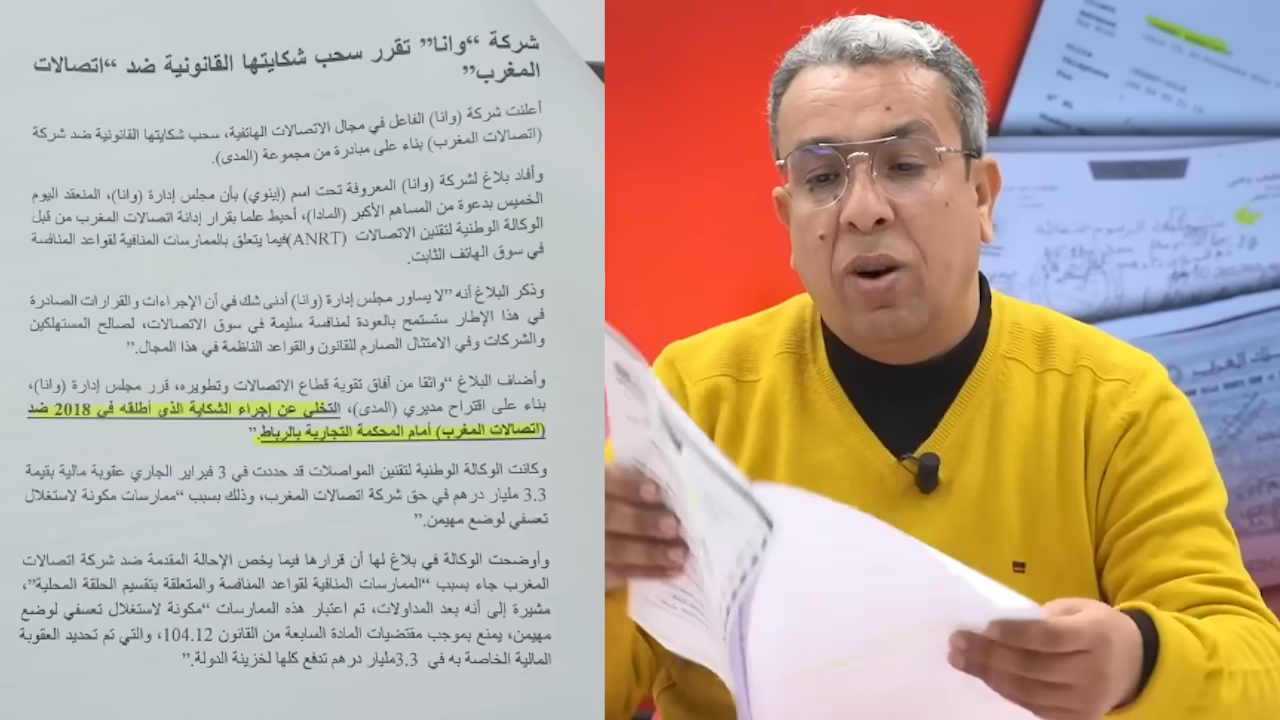 شركة “وانا” تقرر سحب شكايتها القانونية ضد “اتصالات
المغرب”
أعلنت شركة (وانا) الفاعل في مجال الاتصالات الهاتفية، سحب شكايتها القانونية ضد شركة
(اتصالات المغرب) بناء على مبادرة من مجموعة (المدى).
وأفاد بلاغ لشركة (وانا) المعروفة تحت اسم (إينوي) بأن مجلس إدارة (وانا)، المنعقد اليوم
الخميس بدعوة من المساهم الأكبر (المادا)، أحيط علما بقرار إدانة اتصالات المغرب من قبل
الوكالة الوطنية لتقنين الاتصالات (ANRT)فيما يتعلق بالممارسات المنافية لقواعد المنافسة
في سوق الهاتف الثابت.
وذكر البلاغ أنه “لا يساور مجلس إدارة (وانا) أدنى شك في أن الإجراءات والقرارات الصادرة
في هذا الإطار ستسمح بالعودة لمنافسة سليمة في سوق الاتصالات، لصالح المستهلكين
والشركات وفي الامتثال الصارم للقانون والقواعد الناظمة في هذا المجال.”
وأضاف البلاغ “واثقا من آفاق تقوية قطاع الاتصالات وتطويره، قرر مجلس إدارة (وانا)،
بناء على اقتراح مديري (المدى)، التخلي عن إجراء الشكاية الذي أطلقه في 2018 ضد
(اتصالات المغرب) أمام المحكمة التجارية بالرباط.”
وكانت الوكالة الوطنية لتقنين المواصلات قد حددت في 3 فبراير الجاري عقوبة مالية بقيمة
3.3 مليار درهم في حق شركة اتصالات المغرب، وذلك بسبب “ممارسات مكونة لاستغلال
تعسفي لوضع مهيمن.”
وأوضحت الوكالة في بلاغ لها أن قرارها فيما يخص الإحالة المقدمة ضد شركة اتصالات
المغرب جاء بسبب “الممارسات المنافية لقواعد المنافسة والمتعلقة بتقسيم الحلقة المحلية”،
مشيرة إلى أنه بعد المداولات، تم اعتبار هذه الممارسات “مكونة لاستغلال تعسفي لوضع
مهيمن، يمنع بموجب مقتضيات المادة السابعة من القانون 104.12، والتي تم تحديد العقوبة
المالية الخاصة به في 3.3مليار درهم تدفع كلها لخزينة الدولة.”